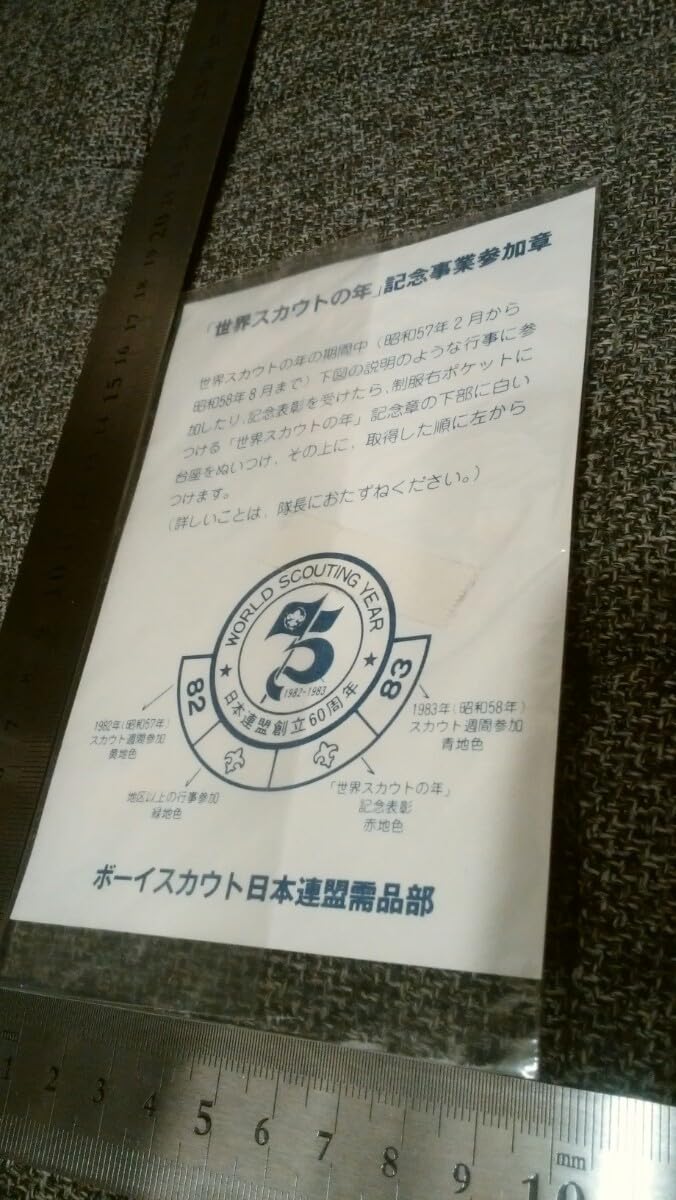 「世界スカウトの年」記念事業参加章
世界スカウトの年の期間中(昭和57年2月から
昭和58年8月まで)下図の説明のような行事に参
加したり、記念表彰を受けたら、制服右ポケットに
つける「世界スカウトの年」記念章の下部に白い
台座をぬいつけ、その上に、取得した順に左から
つけます。
(詳しいことは、隊長におたずねください。)
WORLD SCOUTING YEAR
75
1982-1983
★日本連盟創立60周年★
82
83
1982年(昭和57年)
スカウト週間参加
黄地色
1983年(昭和58年)
スカウト週間参加
青地色
地区以上の行事参加
緑地色
「世界スカウトの年」
記念表彰
赤地色
ボーイスカウト日本連盟需品部
1 2 3 4 5 6 7 8 9 10
mm
7
10
15 16 17 18 19 20